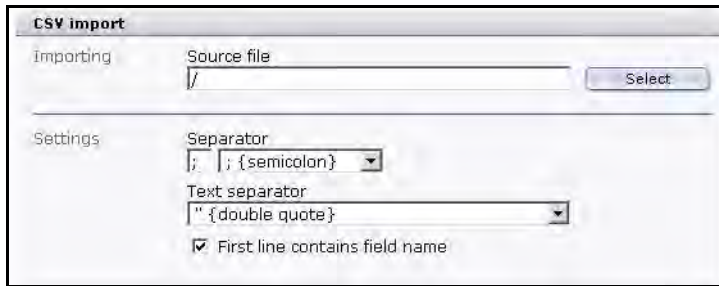 CSV import
Importing
Source file
/
Select
Settings
Separator
; ; {semicolon}
Text separator
" {double quote}
First line contains field name